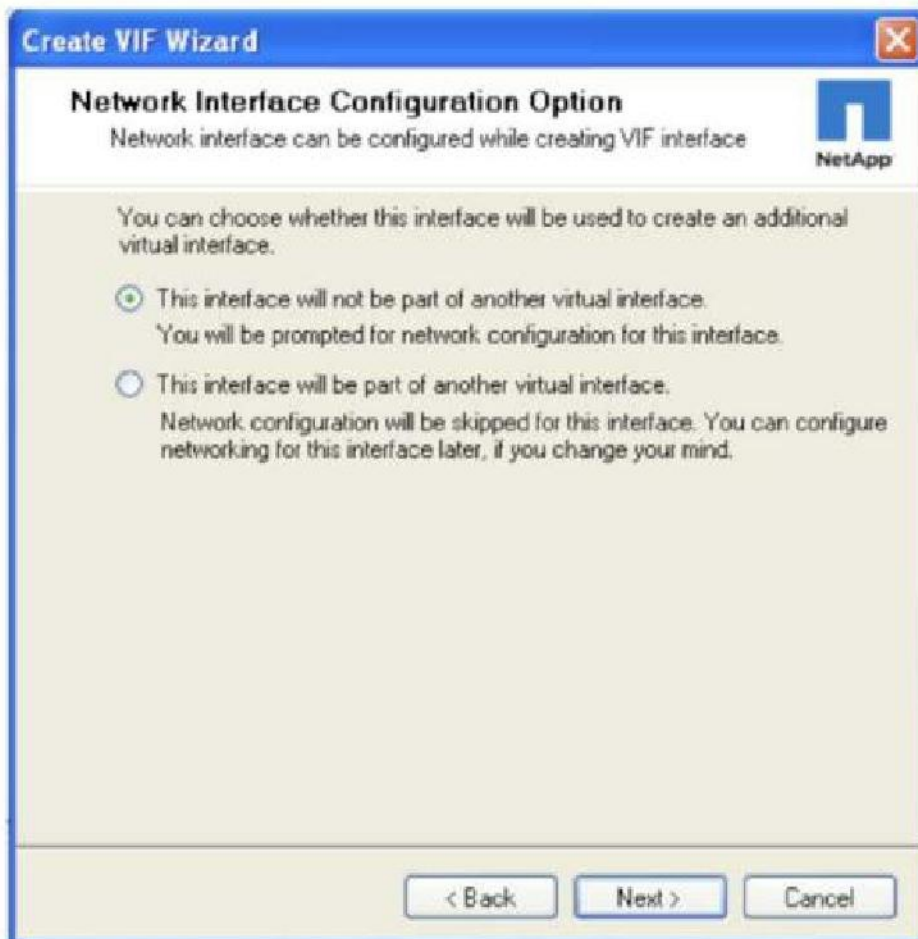 Create VIF Wizard
Network Interface Configuration Option
Network interface can be configured while creating VIF interface
NetApp
You can choose whether this interface will be used to create an additional
virtual interface.
This interface will not be part of another virtual interface.
You will be prompted for network configuration for this interface.
This interface will be part of another virtual interface.
Network configuration will be skipped for this interface. You can configure
networking for this interface later, if you change your mind.
< Back
Next >
Cancel